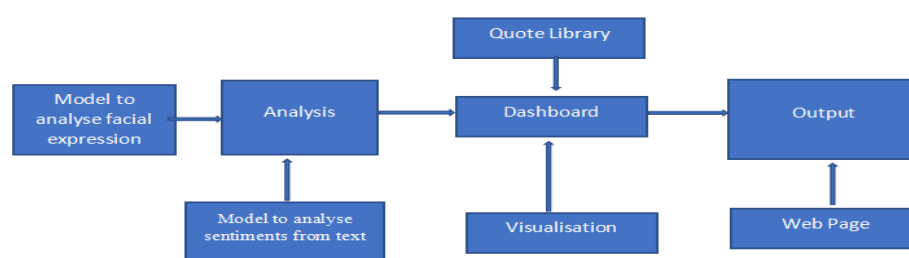 Quote Library
Model to
analyse facial
expression
Analysis
Dashboard
Output
Model to analyse
sentiments from text
Visualisation
Web Page